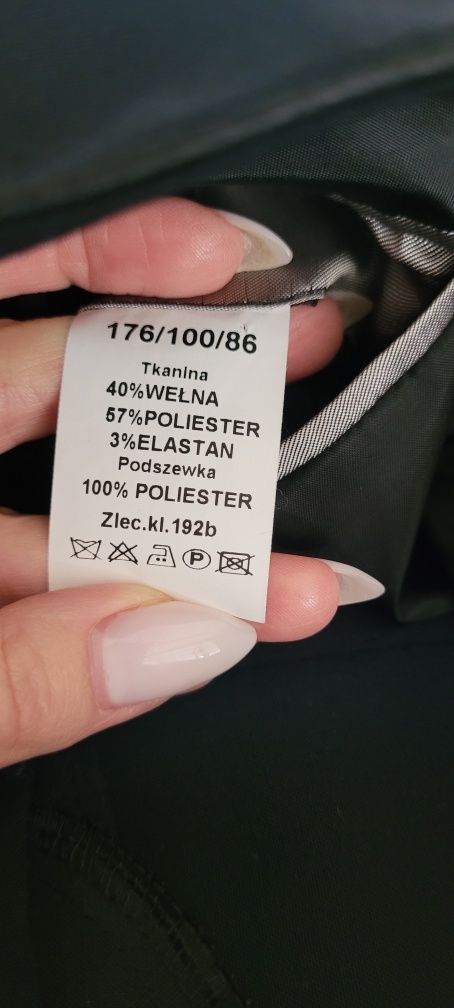 176/100/86
Tkanina
40%WEŁNA
57%POLIESTER
3%ELASTAN
Podszewka
100% POLIESTER
Zlec.kl.192b
P